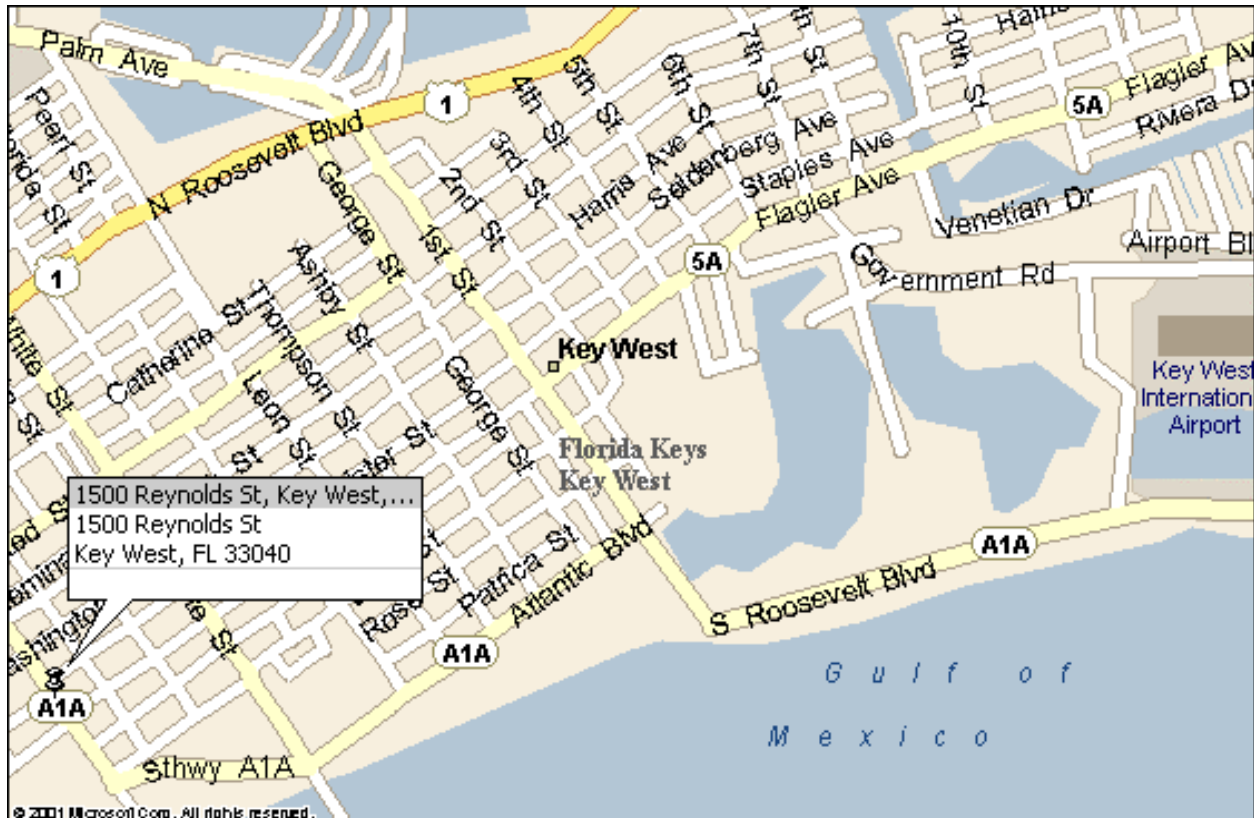 Palm Ave
1
N Roosevelt Blvd
Pearl St
4th St
5th St
6th St
7th St
10th St
Flagler Av
5A
Riviera Dr
3rd St
2nd St
1st St
Harris Ave
Seidenberg Ave
Staples Ave
Flagler Ave
Venetian Dr
Airport Bl
Government Rd
5A
George St
Ashby St
Thompson St
Leon St
Catherine St
1
White St
Key West
George St
Key West
Internation
Airport
Florida Keys
Key West
1500 Reynolds St, Key West,...
1500 Reynolds St
Key West, FL 33040
Patrica St
Atlantic Blvd
A1A
S Roosevelt Blvd
A1A
A1A
Sthwy A1A
Gulf of
Mexico
© 2001 Microsoft Corp. All rights reserved.